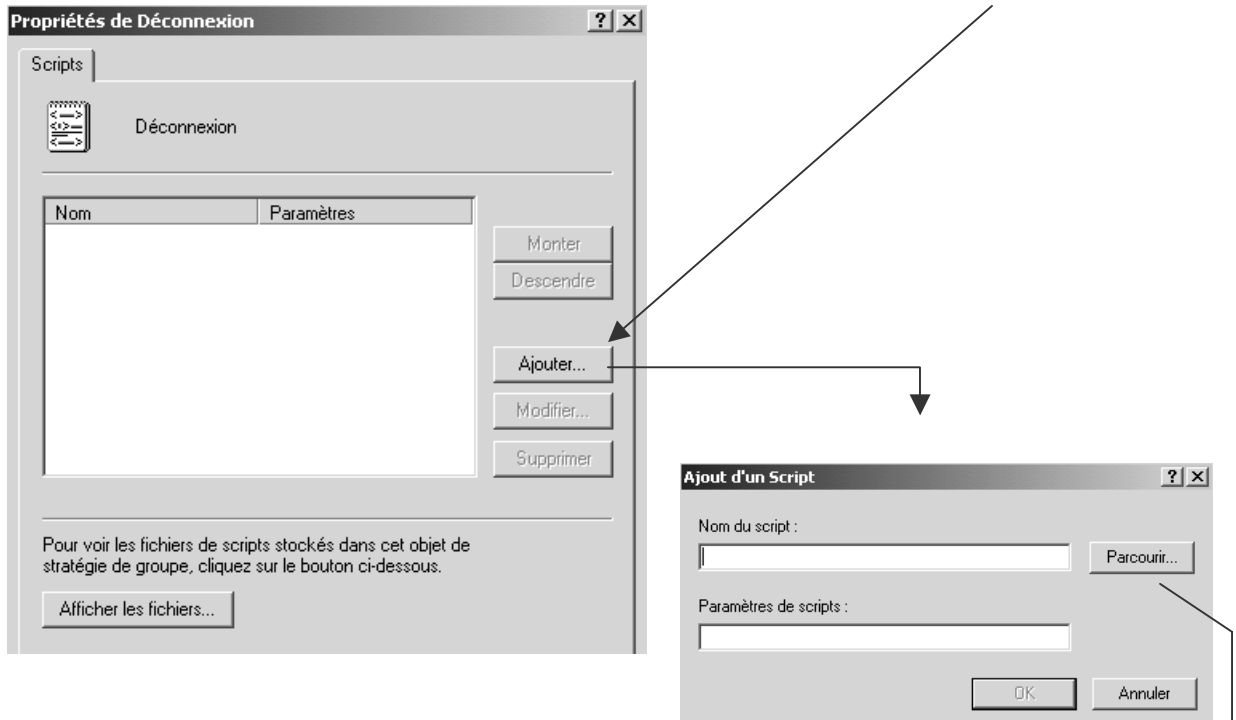 Propriétés de Déconnexion
Scripts
Déconnexion
Nom Paramètres
Monter
Descendre
Ajouter...
Modifier...
Supprimer
Pour voir les fichiers de scripts stockés dans cet objet de
stratégie de groupe, cliquez sur le bouton ci-dessous.
Afficher les fichiers...
Ajout d'un Script
Nom du script :
Parcourir...
Paramètres de scripts :
OK Annuler